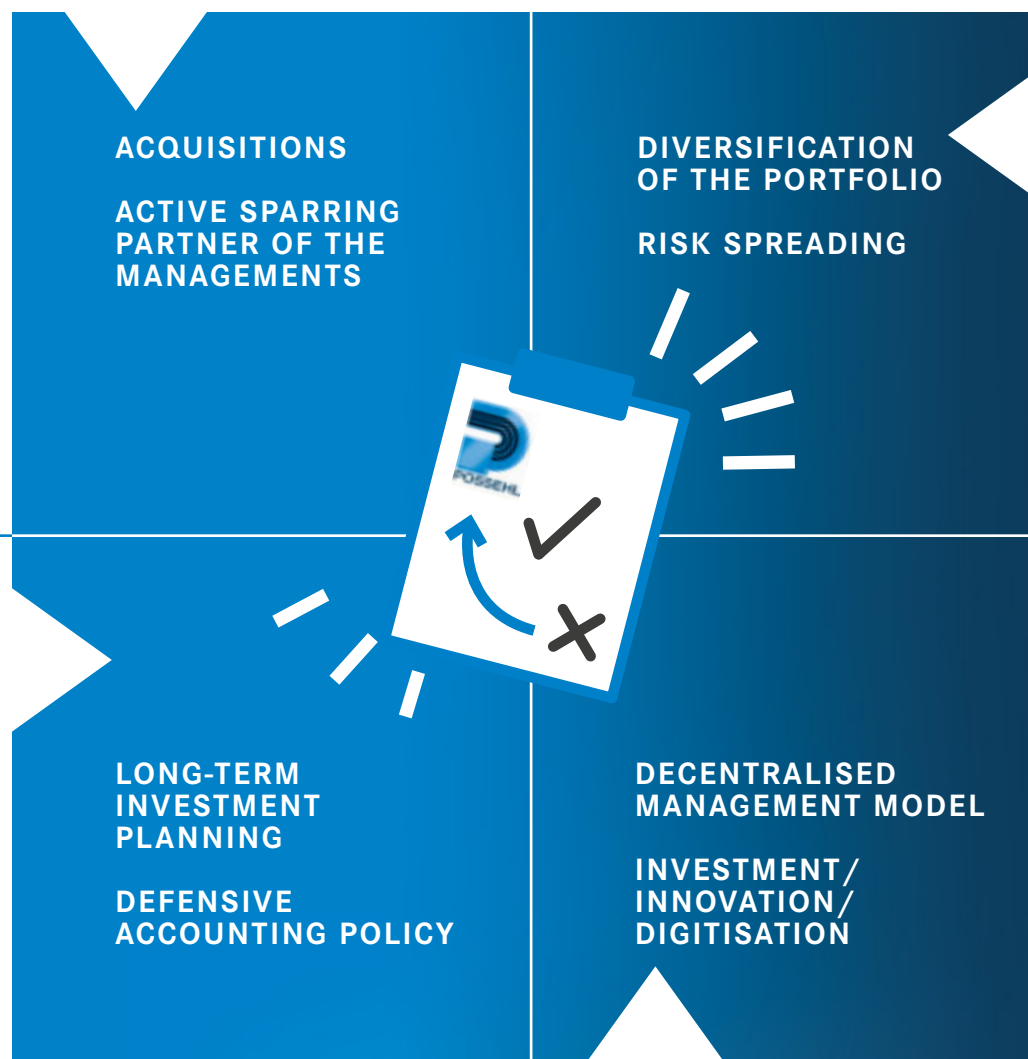 ACQUISITIONS
ACTIVE SPARRING
PARTNER OF THE
MANAGEMENTS
DIVERSIFICATION
OF THE PORTFOLIO
RISK SPREADING
POSSEHL
LONG-TERM
INVESTMENT
PLANNING
DEFENSIVE
ACCOUNTING POLICY
DECENTRALISED
MANAGEMENT MODEL
INVESTMENT/
INNOVATION/
DIGITISATION